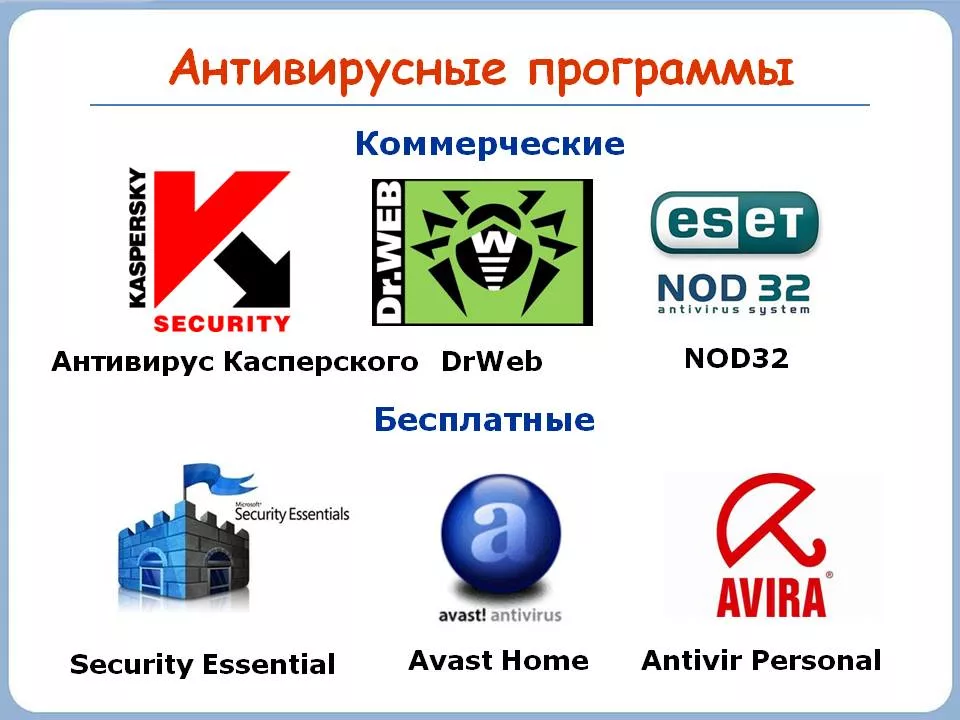 Антивирусные программы
Коммерческие
KASPERSKY
SECURITY
Dr.WEB
W
eseT
NOD 32
antivirus system
Антивирус Касперского
DrWeb
NOD32
Бесплатные
Microsoft®
Security Essentials
a
avast! antivirus
AVIRA®
Security Essential
Avast Home
Antivir Personal